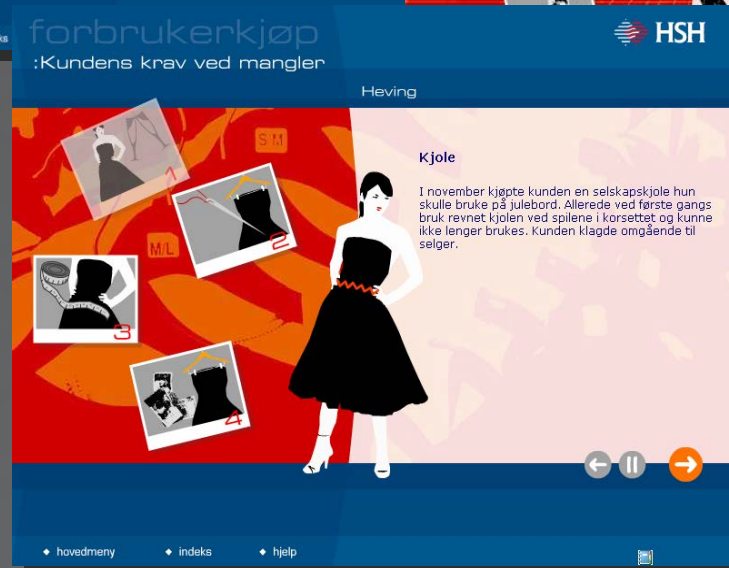 forbrukerkjøp
HSH
:Kundens krav ved mangler
Heving
S M
M/L
1
2
3
4
Kjole
I november kjøpte kunden en selskapskjole hun
skulle bruke på julebord. Allerede ved første gangs
bruk revnet kjolen ved spilene i korsettet og kunne
ikke lenger brukes. Kunden klagde omgående til
selger.
hovedmeny
indeks
hjelp